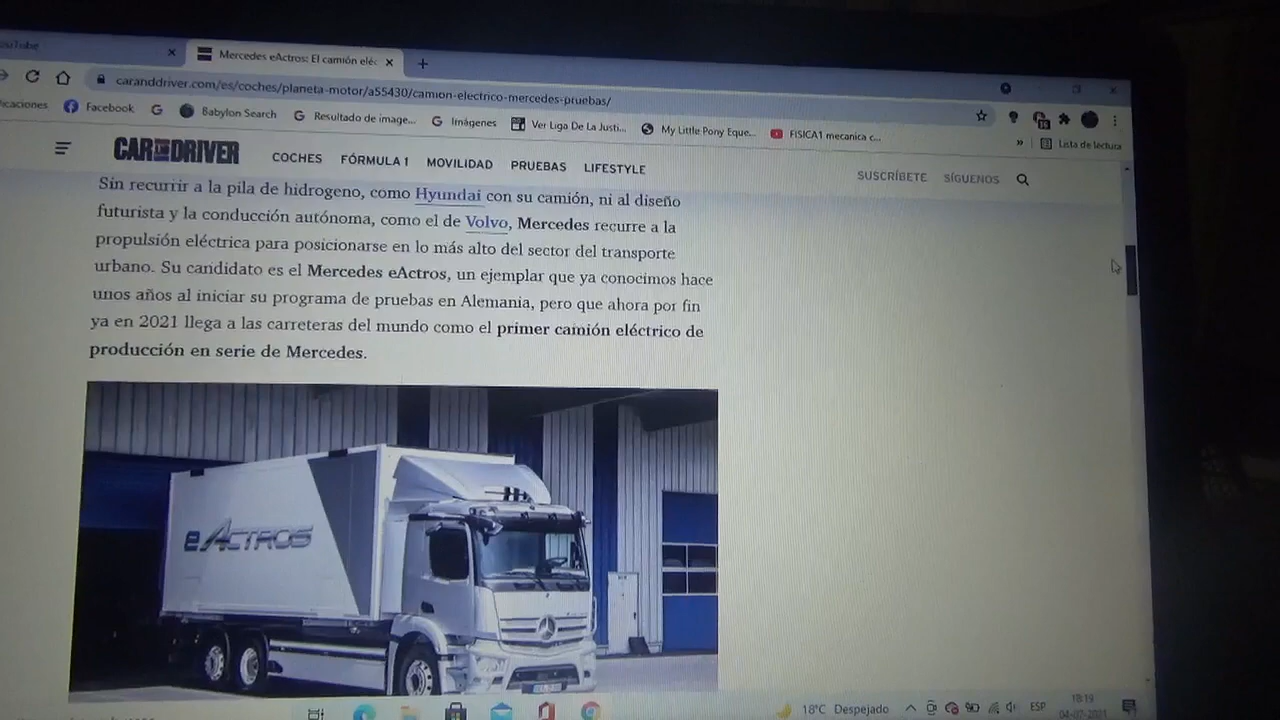 Mercedes eActros: El camión eléc
caranddriver.com/es/coches/planeta-motor/a55430/camion-electrico-mercedes-pruebas/
Facebook
Babylon Search
Resultado de image...
Imágenes
Ver Liga De La Justi...
My Little Pony Eque...
FISICA1 mecanica c...
»
Lista de lectura
CAR AND DRIVER
COCHES
FÓRMULA 1
MOVILIDAD
PRUEBAS
LIFESTYLE
SUSCRÍBETE
SÍGUENOS
Sin recurrir a la pila de hidrogeno, como Hyundai con su camión, ni al diseño
futurista y la conducción autónoma, como el de Volvo, Mercedes recurre a la
propulsión eléctrica para posicionarse en lo más alto del sector del transporte
urbano. Su candidato es el Mercedes eActros, un ejemplar que ya conocimos hace
unos años al iniciar su programa de pruebas en Alemania, pero que ahora por fin
ya en 2021 llega a las carreteras del mundo como el primer camión eléctrico de
producción en serie de Mercedes.
eActros
18°C Despejado
ESP
18:19
04-07-2021